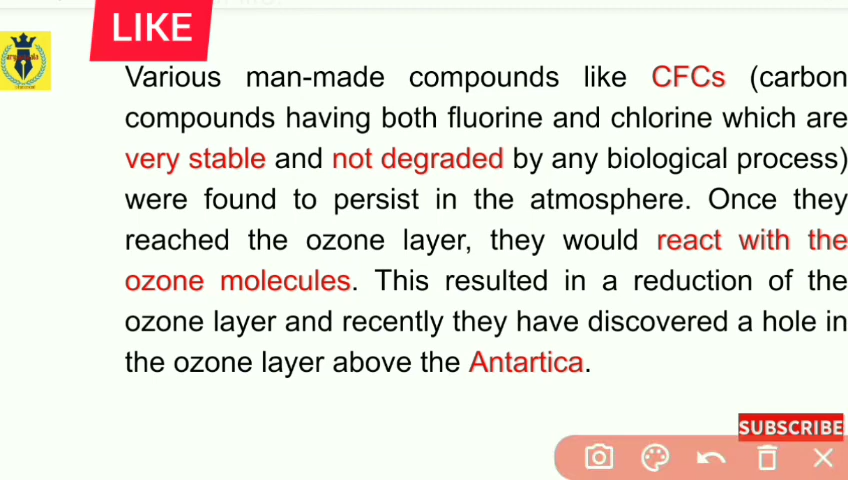 LIKE
Various man-made compounds like CFCs (carbon
compounds having both fluorine and chlorine which are
very stable and not degraded by any biological process)
were found to persist in the atmosphere. Once they
reached the ozone layer, they would react with the
ozone molecules. This resulted in a reduction of the
ozone layer and recently they have discovered a hole in
the ozone layer above the Antartica.
SUBSCRIBE